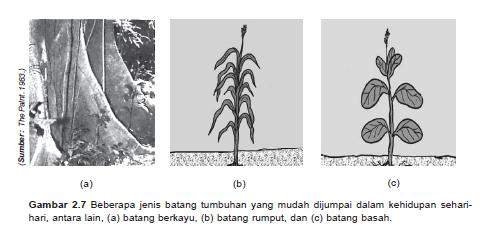 (Sumber: The Plant. 1983.)
(a)
(b)
(c)
Gambar 2.7 Beberapa jenis batang tumbuhan yang mudah dijumpai dalam kehidupan sehari-
hari, antara lain, (a) batang berkayu, (b) batang rumput, dan (c) batang basah.